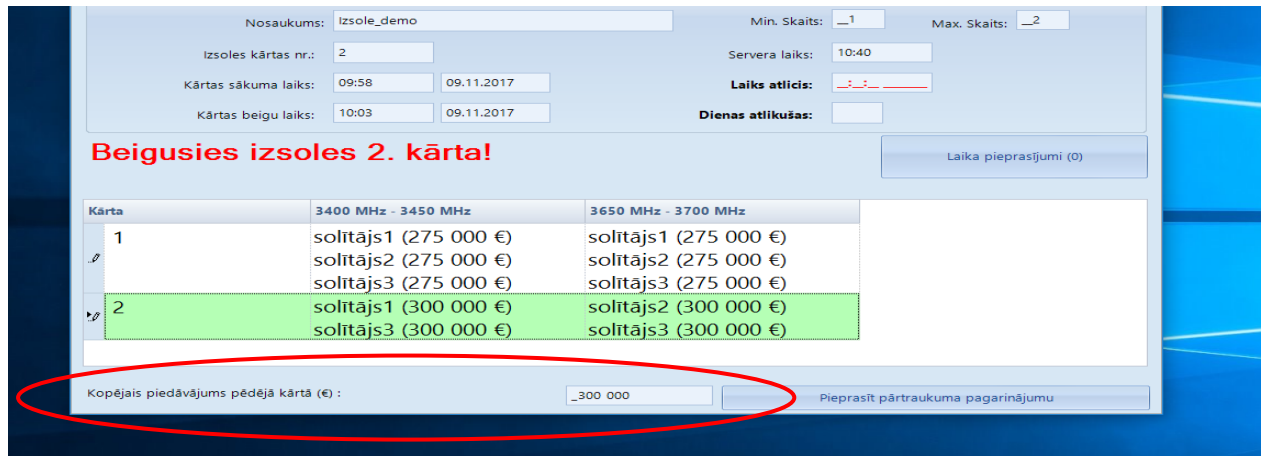 Nosaukums: Izsole_demo Min. Skaits: __1 Max. Skaits: __2
Izsoles kārtas nr.: 2 Servera laiks: 10:40
Kārtas sākuma laiks: 09:58 09.11.2017 Laiks atlicis: __:__:__ ______
Kārtas beigu laiks: 10:03 09.11.2017 Dienas atlikušas:
Beigusies izsoles 2. kārta! Laika pieprasījumi (0)
Kārta 3400 MHz - 3450 MHz 3650 MHz - 3700 MHz
1 solītājs1 (275 000 €) solītājs1 (275 000 €)
solītājs2 (275 000 €) solītājs2 (275 000 €)
solītājs3 (275 000 €) solītājs3 (275 000 €)
2 solītājs1 (300 000 €) solītājs2 (300 000 €)
solītājs3 (300 000 €) solītājs3 (300 000 €)
Kopējais piedāvājums pēdējā kārtā (€) : _300 000 Pieprasīt pārtraukuma pagarinājumu